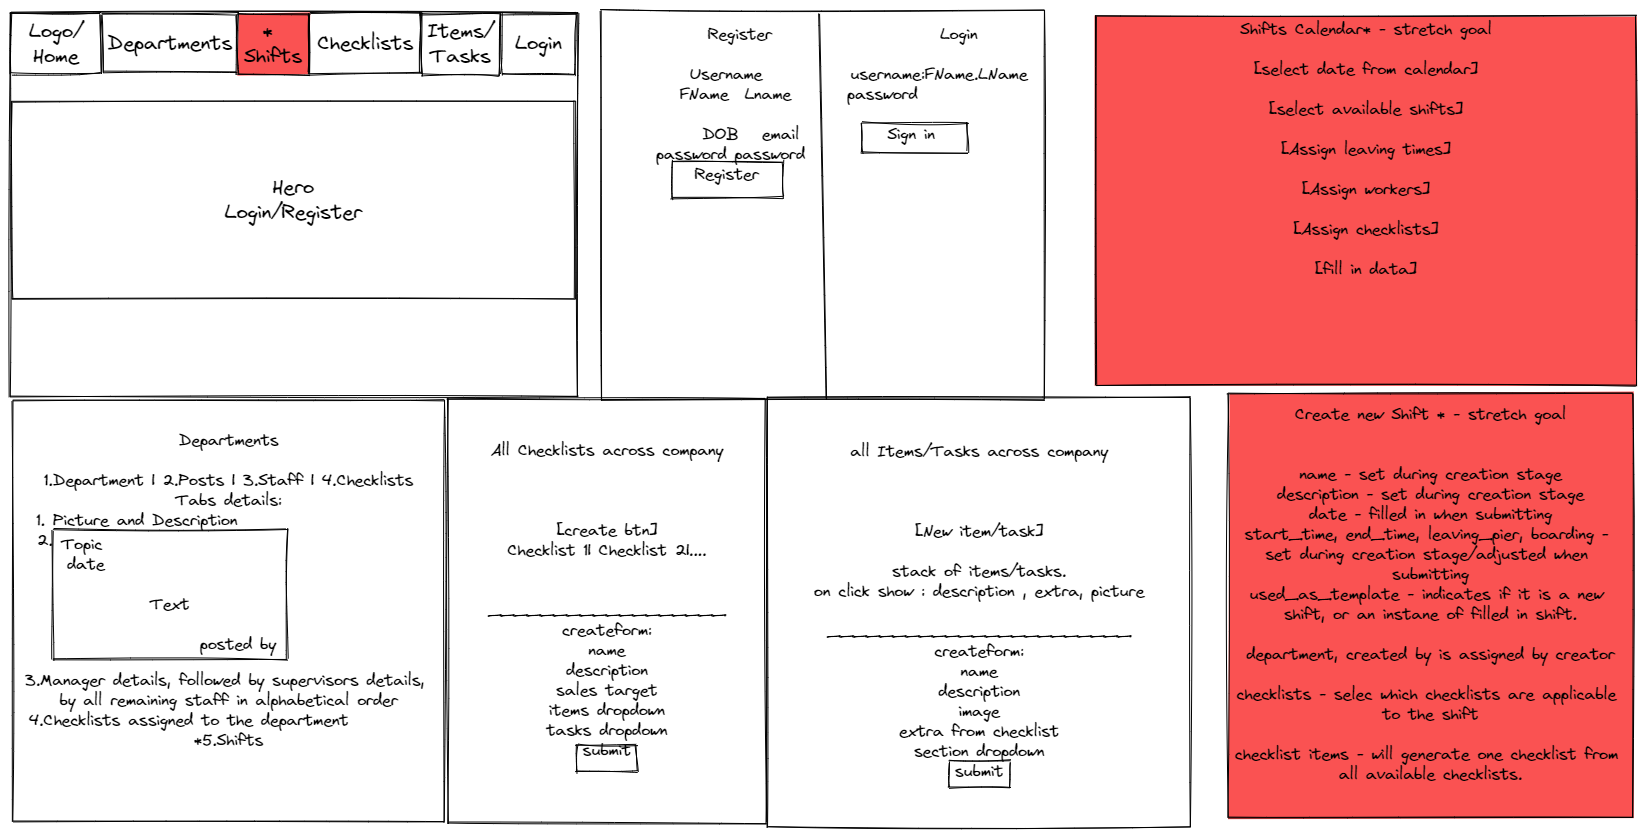 Logo/
Home
Departments
*
Shifts
Checklists
Items/
Tasks
Login
Hero
Login/Register
Register
Username
FName Lname
DOB email
password password
Register
Login
username:FName.LName
password
Sign in
Shifts Calendar* - stretch goal
[select date from calendar]
[select available shifts]
[Assign leaving times]
[Assign workers]
[Assign checklists]
[fill in data]
Departments
1.Department | 2.Posts | 3.Staff | 4.Checklists
Tabs details:
1. Picture and Description
2.
Topic
date
Text
posted by
3.Manager details, followed by supervisors details,
by all remaining staff in alphabetical order
4.Checklists assigned to the department
*5.Shifts
All Checklists across company
[create btn]
Checklist 1| Checklist 2|....
createform:
name
description
sales target
items dropdown
tasks dropdown
submit
all Items/Tasks across company
[New item/task]
stack of items/tasks.
on click show : description , extra, picture
createform:
name
description
image
extra from checklist
section dropdown
submit
Create new Shift * - stretch goal
name - set during creation stage
description - set during creation stage
date - filled in when submitting
start_time, end_time, leaving_pier, boarding -
set during creation stage/adjusted when
submitting
used_as_template - indicates if it is a new
shift, or an instane of filled in shift.
department, created by is assigned by creator
checklists - selec which checklists are applicable
to the shift
checklist items - will generate one checklist from
all available checklists.